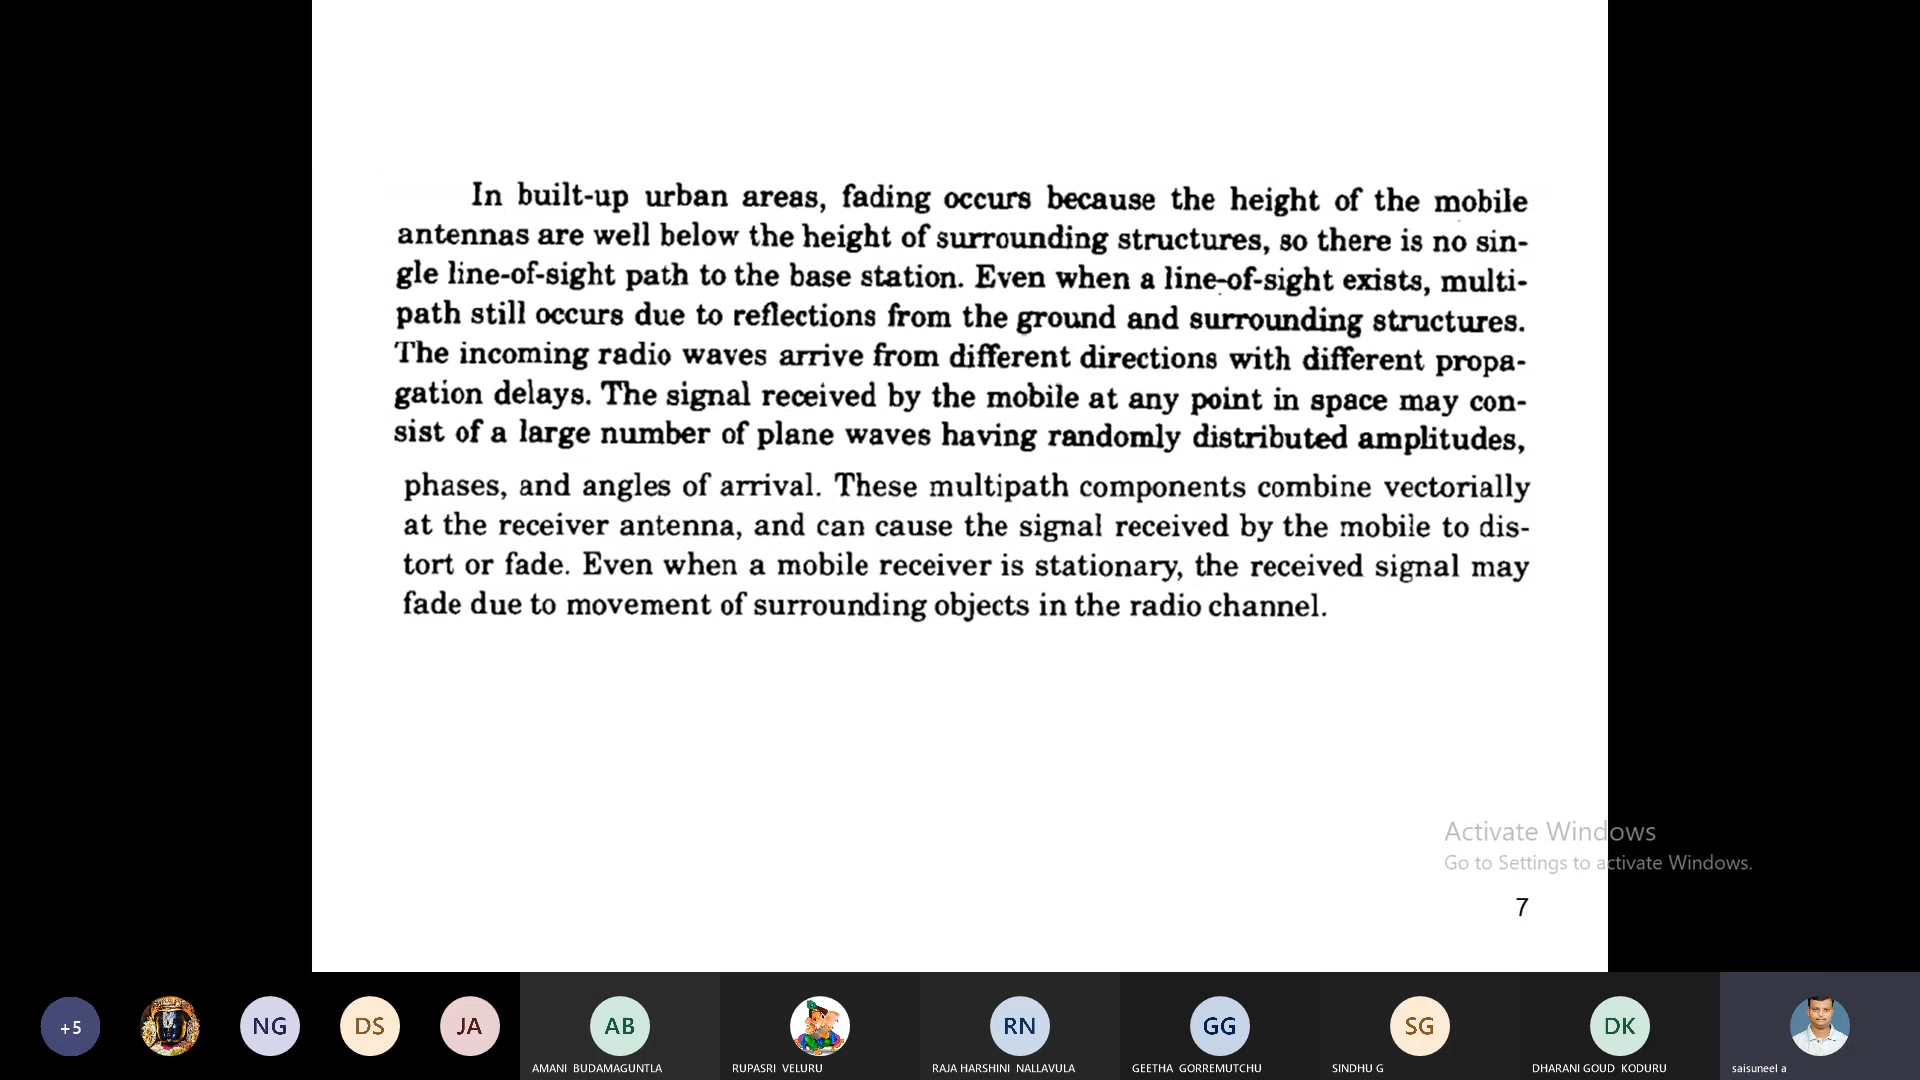 In built-up urban areas, fading occurs because the height of the mobile
antennas are well below the height of surrounding structures, so there is no sin-
gle line-of-sight path to the base station. Even when a line-of-sight exists, multi-
path still occurs due to reflections from the ground and surrounding structures.
The incoming radio waves arrive from different directions with different propa-
gation delays. The signal received by the mobile at any point in space may con-
sist of a large number of plane waves having randomly distributed amplitudes,
phases, and angles of arrival. These multipath components combine vectorially
at the receiver antenna, and can cause the signal received by the mobile to dis-
tort or fade. Even when a mobile receiver is stationary, the received signal may
fade due to movement of surrounding objects in the radio channel.
Activate Windows
Go to Settings to activate Windows.
7
+5
NG
DS
JA
AB
RN
GG
SG
DK
AMANI BUDAMAGUNTLA
RUPASRI VELURU
RAJA HARSHINI NALLAVULA
GEETHA GORREMUTCHU
SINDHU G
DHARANI GOUD KODURU
saisuneel a